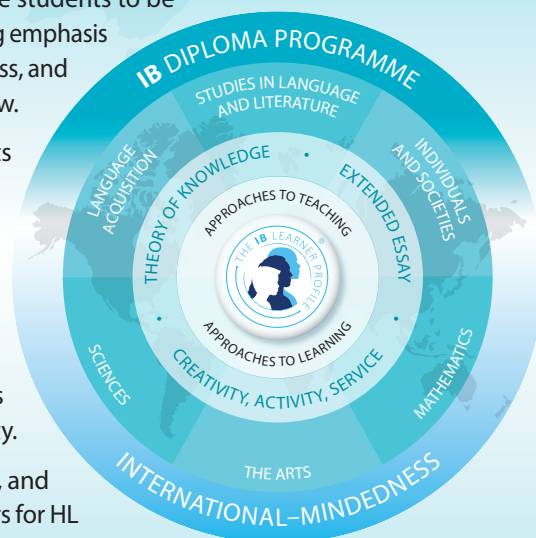 e students to be
g emphasis
ss, and
w.
ts
s
ty.
, and
rs for HL
IB DIPLOMA PROGRAMME
STUDIES IN LANGUAGE
AND LITERATURE
LANGUAGE
ACQUISITION
INDIVIDUALS
AND SOCIETIES
THEORY OF KNOWLEDGE
•
EXTENDED ESSAY
APPROACHES TO TEACHING
THE IB LEARNER PROFILE
®
APPROACHES TO LEARNING
•
CREATIVITY, ACTIVITY, SERVICE
•
SCIENCES
MATHEMATICS
THE ARTS
INTERNATIONAL–MINDEDNESS